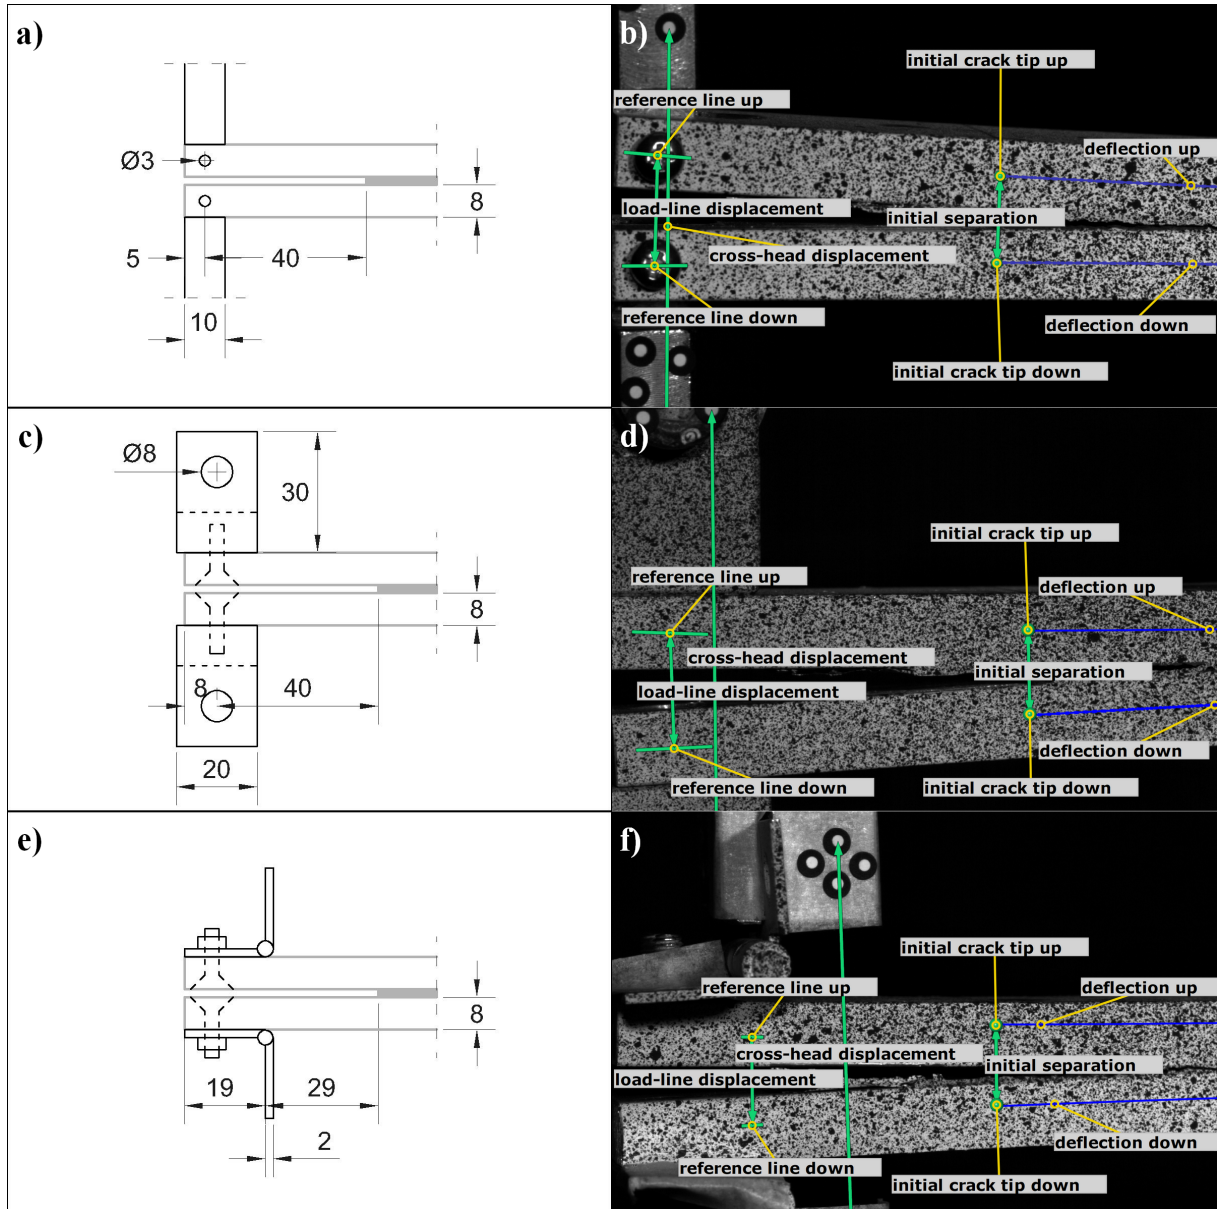 a)
Ø3
8
5
40
10
b)
initial crack tip up
reference line up
deflection up
load-line displacement
initial separation
cross-head displacement
reference line down
deflection down
initial crack tip down
c)
Ø8
30
8
8
40
20
d)
initial crack tip up
reference line up
deflection up
cross-head displacement
initial separation
load-line displacement
deflection down
reference line down
initial crack tip down
e)
8
19
29
2
f)
initial crack tip up
reference line up
deflection up
cross-head displacement
initial separation
load-line displacement
deflection down
reference line down
initial crack tip down